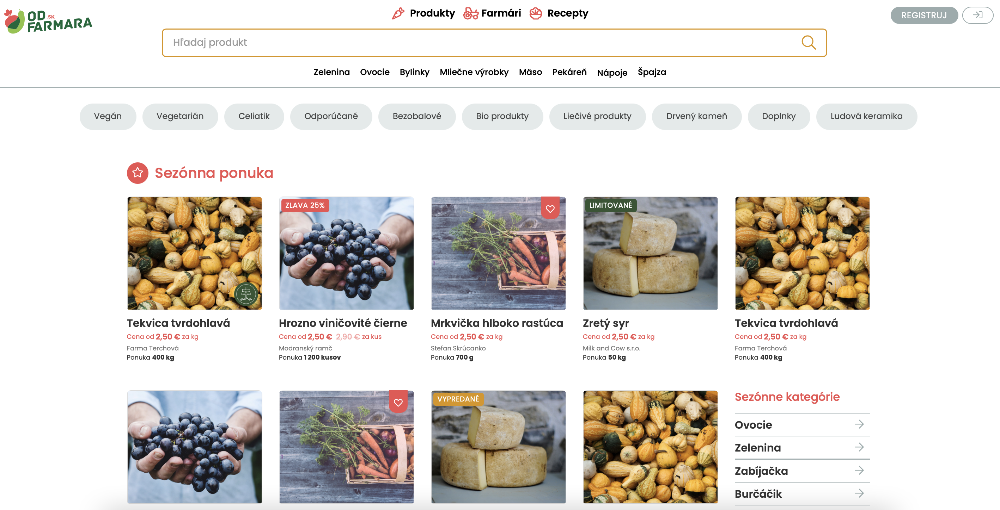 OD.SK
FARMARA
Produkty Farmári Recepty
REGISTRUJ
Hľadaj produkt
Zelenina Ovocie Bylinky Mliečne výrobky Mäso Pekáreň Nápoje Špajza
Vegán Vegetarián Celiatik Odporúčané Bezobalové Bio produkty Liečivé produkty Drvený kameň Doplnky Ludová keramika
Sezónna ponuka
Tekvica tvrdohlavá
Cena od 2,50 € za kg
Farma Terchová
Ponuka 400 kg
ZLAVA 25%
Hrozno viničovité čierne
Cena od 2,50 € 2,90 € za kus
Modranský ramč
Ponuka 1 200 kusov
Mrkvička hlboko rastúca
Cena od 2,50 € za kg
Stefan Skrúcanko
Ponuka 700 g
LIMITOVANÉ
Zretý syr
Cena od 2,50 € za kg
Milk and Cow s.r.o.
Ponuka 50 kg
Tekvica tvrdohlavá
Cena od 2,50 € za kg
Farma Terchová
Ponuka 400 kg
VYPREDANÉ
Sezónne kategórie
Ovocie
Zelenina
Zabíjačka
Burčáčik